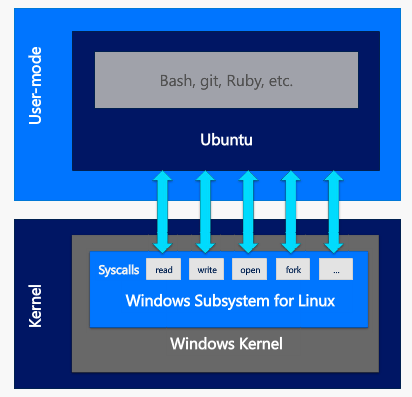 User-mode
Bash, git, Ruby, etc.
Ubuntu
Kernel
Syscalls read write open fork ...
Windows Subsystem for Linux
Windows Kernel